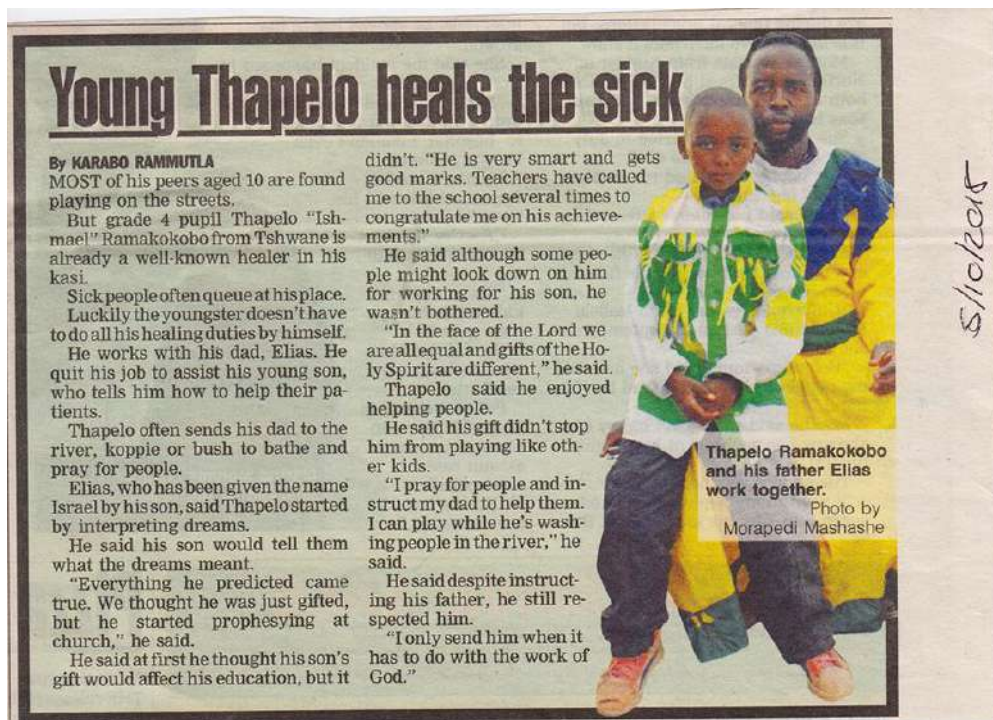 Young Thapelo heals the sick
By KARABO RAMMUTLA
MOST of his peers aged 10 are found
playing on the streets.
But grade 4 pupil Thapelo "Ish-
mael" Ramakokobo from Tshwane is
already a well-known healer in his
kasi.
Sick people often queue at his place.
Luckily the youngster doesn't have
to do all his healing duties by himself.
He works with his dad, Elias. He
quit his job to assist his young son,
who tells him how to help their pa-
tients.
Thapelo often sends his dad to the
river, koppie or bush to bathe and
pray for people.
Elias, who has been given the name
Israel by his son, said Thapelo started
by interpreting dreams.
He said his son would tell them
what the dreams meant.
"Everything he predicted came
true. We thought he was just gifted,
but he started prophesying at
church," he said.
He said at first he thought his son's
gift would affect his education, but it
didn't. "He is very smart and gets
good marks. Teachers have called
me to the school several times to
congratulate me on his achieve-
ments."
He said although some peo-
ple might look down on him
for working for his son, he
wasn't bothered.
"In the face of the Lord we
are all equal and gifts of the Ho-
ly Spirit are different," he said.
Thapelo said he enjoyed
helping people.
He said his gift didn't stop
him from playing like oth-
er kids.
"I pray for people and in-
struct my dad to help them.
I can play while he's wash-
ing people in the river," he
said.
He said despite instruct-
ing his father, he still re-
spected him.
"I only send him when it
has to do with the work of
God."
Thapelo Ramakokobo
and his father Elias
work together.
Photo by
Morapedi Mashashe
5/10/2015